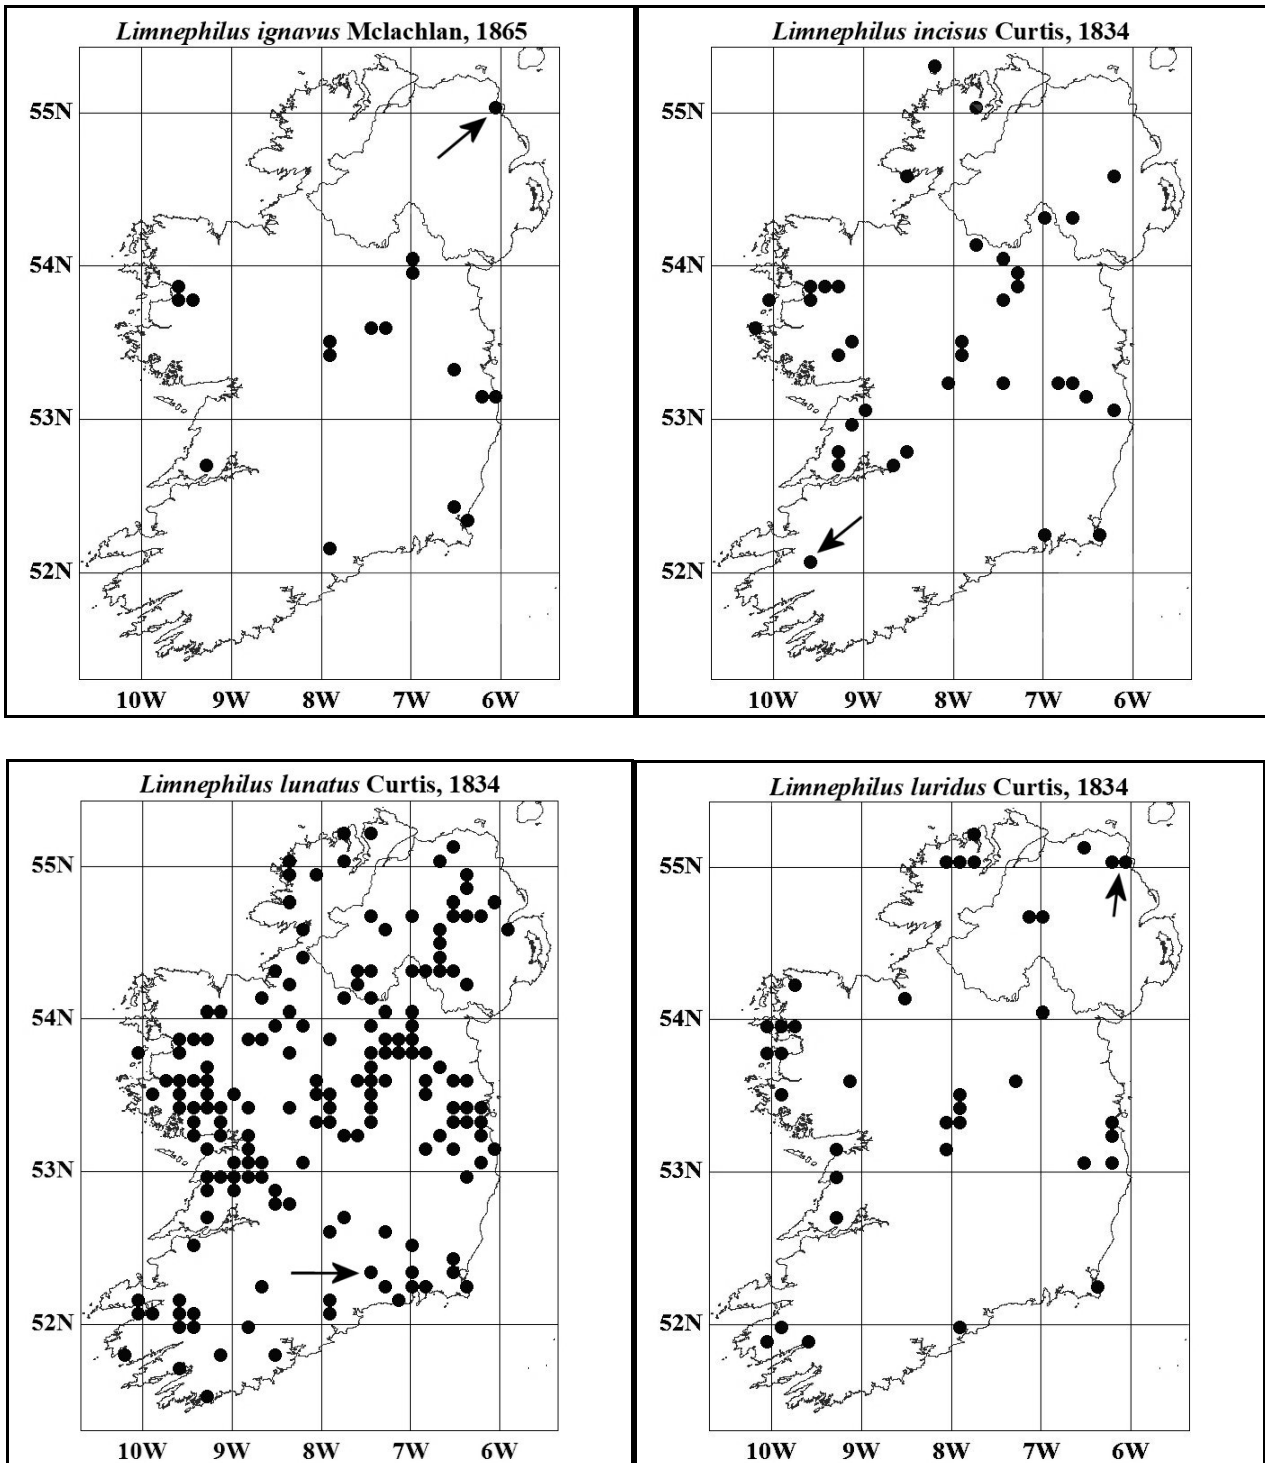 Limnephilus ignavus Mclachlan, 1865
55N
54N
53N
52N
10W 9W 8W 7W 6W
Limnephilus incisus Curtis, 1834
55N
54N
53N
52N
10W 9W 8W 7W 6W
Limnephilus lunatus Curtis, 1834
55N
54N
53N
52N
10W 9W 8W 7W 6W
Limnephilus luridus Curtis, 1834
55N
54N
53N
52N
10W 9W 8W 7W 6W